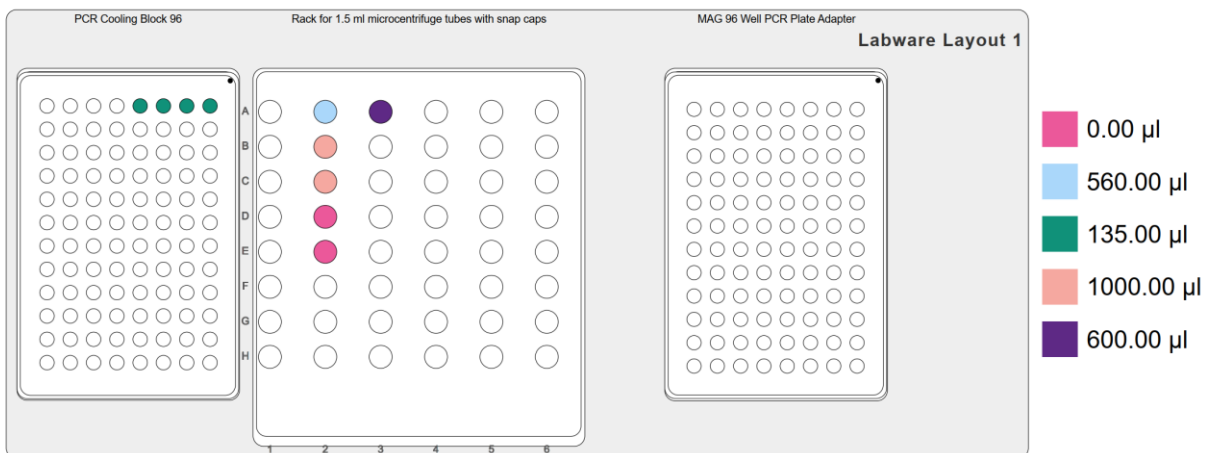 PCR Cooling Block 96
Rack for 1.5 ml microcentrifuge tubes with snap caps
MAG 96 Well PCR Plate Adapter
Labware Layout 1
A
B
C
D
E
F
G
H
1 2 3 4 5 6
0.00 µl
560.00 µl
135.00 µl
1000.00 µl
600.00 µl